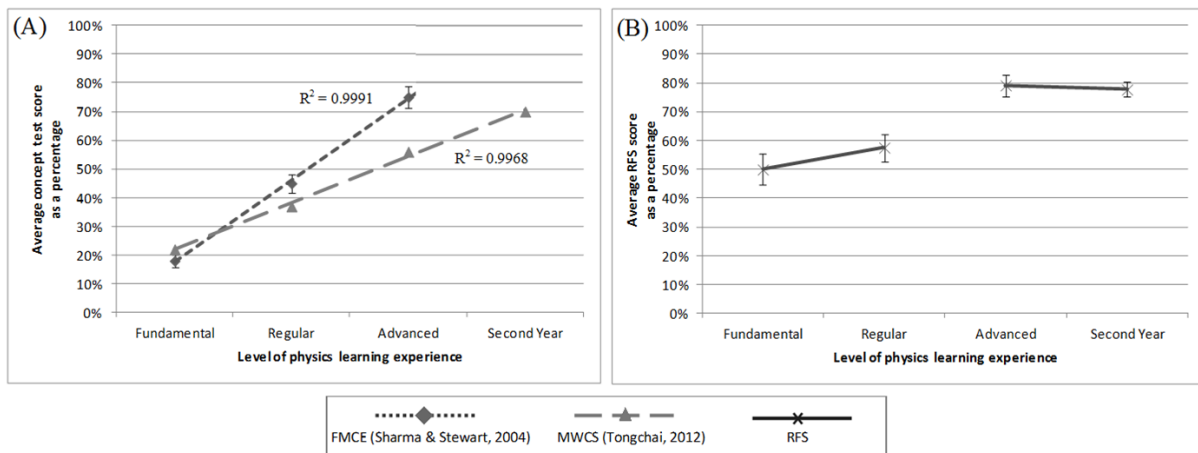 (A)
Average concept test score
as a percentage
100%
90%
80%
70%
60%
50%
40%
30%
20%
10%
0%
R² = 0.9991
R² = 0.9968
Fundamental Regular Advanced Second Year
Level of physics learning experience
(B)
Average RFS score
as a percentage
100%
90%
80%
70%
60%
50%
40%
30%
20%
10%
0%
Fundamental Regular Advanced Second Year
Level of physics learning experience
FMCE (Sharma & Stewart, 2004) MWCS (Tongchai, 2012) RFS